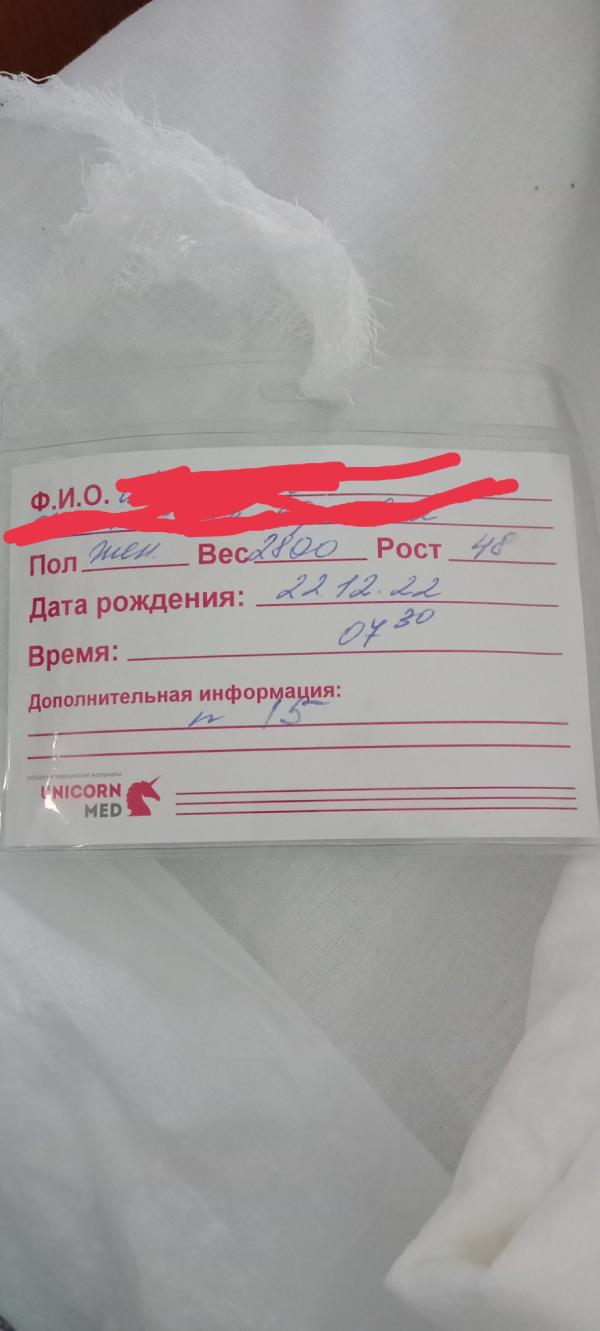 Ф.И.О.
Пол жен. Вес 2800 Рост 48
Дата рождения: 22.12.22
Время: 07 30
Дополнительная информация:
п 15
UNICORN
MED